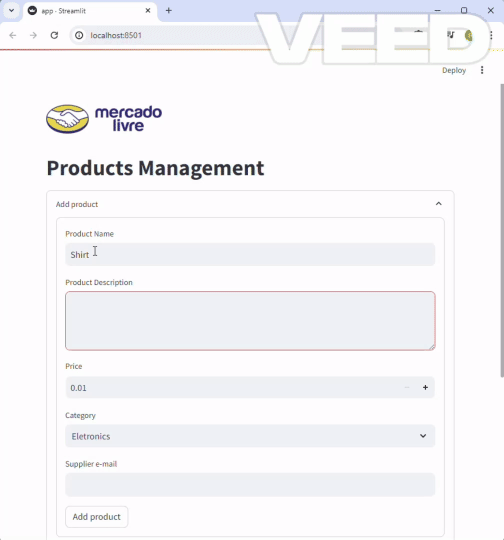 app - Streamlit
localhost:8501
VEED
Deploy
mercado
livre
Products Management
Add product
Product Name
Shirt
Product Description
Price
0.01
Category
Eletronics
Supplier e-mail
Add product